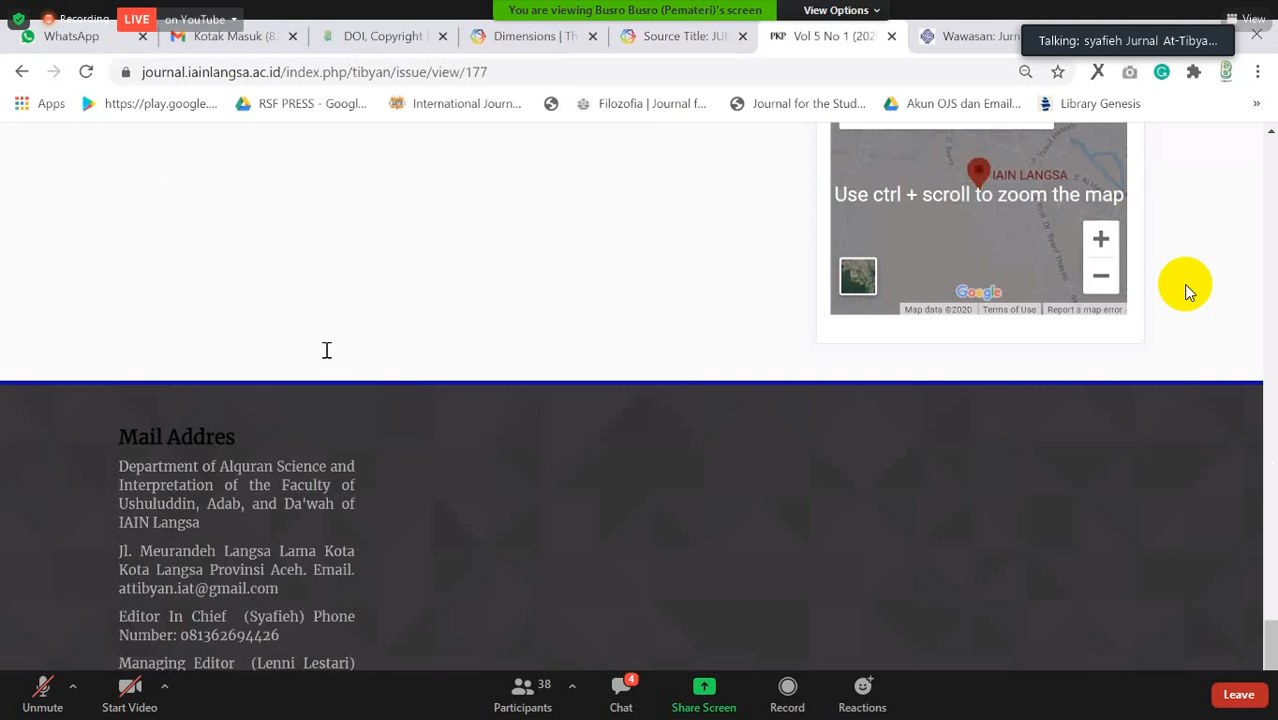 Recording
LIVE on YouTube
You are viewing Busro Busro (Pemateri)'s screen
View Options
View
WhatsApp
Kotak Masuk (8.
DOI, Copyright (
Dimensions | Th
Source Title: JUI
PKP Vol 5 No 1 (202
Wawasan: Jurn
Talking: syafieh Jurnal At-Tibya...
journal.iainlangsa.ac.id/index.php/tibyan/issue/view/177
Apps
https://play.google....
RSF PRESS - Googl...
International Journ...
Filozofia | Journal f...
Journal for the Stud...
Akun OJS dan Email...
Library Genesis
»
IAIN LANGSA
Use ctrl + scroll to zoom the map
Google
Map data ©2020 Terms of Use Report a map error
Mail Addres
Department of Alquran Science and
Interpretation of the Faculty of
Ushuluddin, Adab, and Da'wah of
IAIN Langsa
Jl. Meurandeh Langsa Lama Kota
Kota Langsa Provinsi Aceh. Email.
attibyan.iat@gmail.com
Editor In Chief (Syafieh) Phone
Number: 081362694426
Managing Editor (Lenni Lestari)
Unmute
Start Video
38
Participants
4
Chat
Share Screen
Record
Reactions
Leave